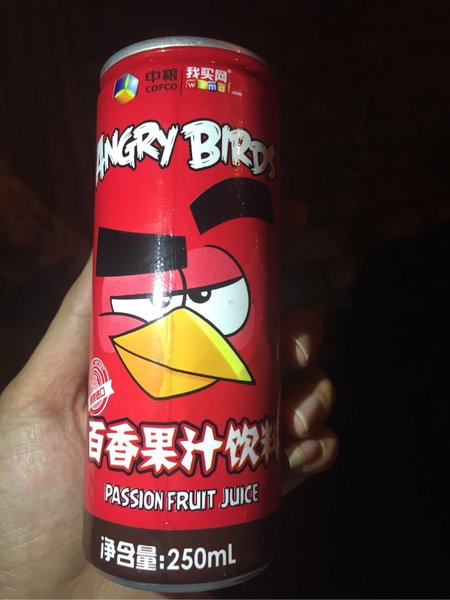 中粮 我买网
COFCO womai.com
ANGRY BIRDS
百香果汁饮料
PASSION FRUIT JUICE
净含量:250mL